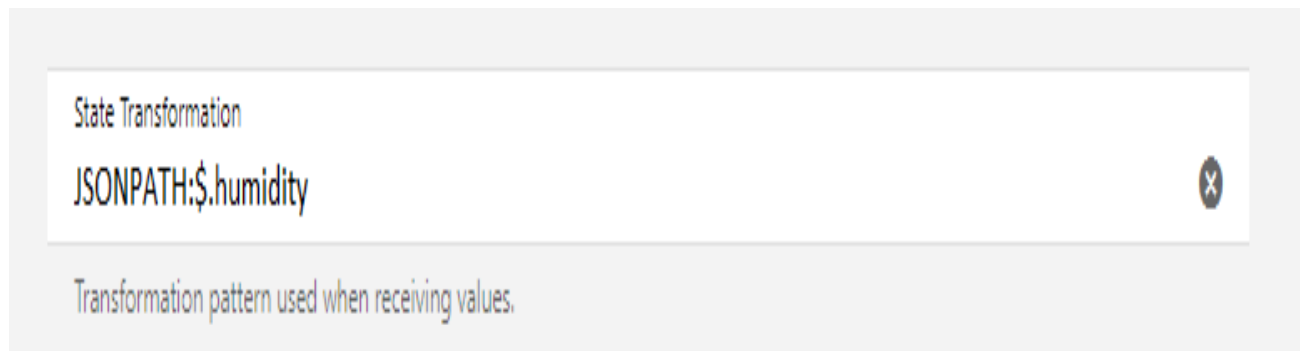 State Transformation
JSONPATH:$.humidity
Transformation pattern used when receiving values.